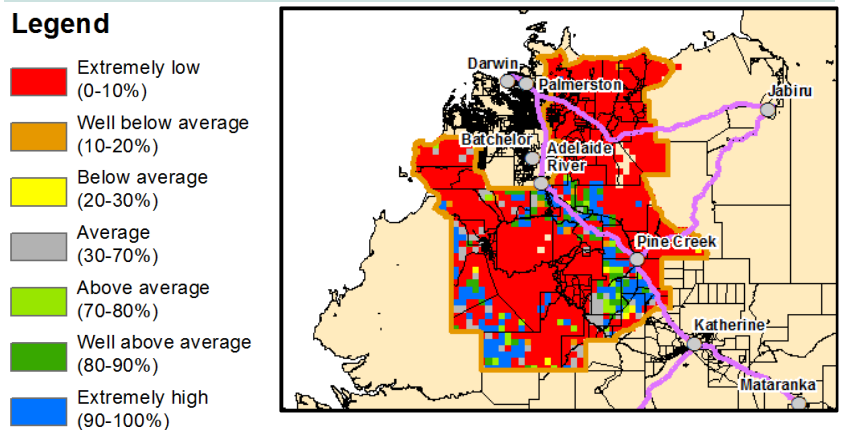 Legend
Extremely low
(0-10%)
Well below average
(10-20%)
Below average
(20-30%)
Average
(30-70%)
Above average
(70-80%)
Well above average
(80-90%)
Extremely high
(90-100%)
Darwin
Palmerston
Jabiru
Batchelor
Adelaide
River
Pine Creek
Katherine
Mataranka